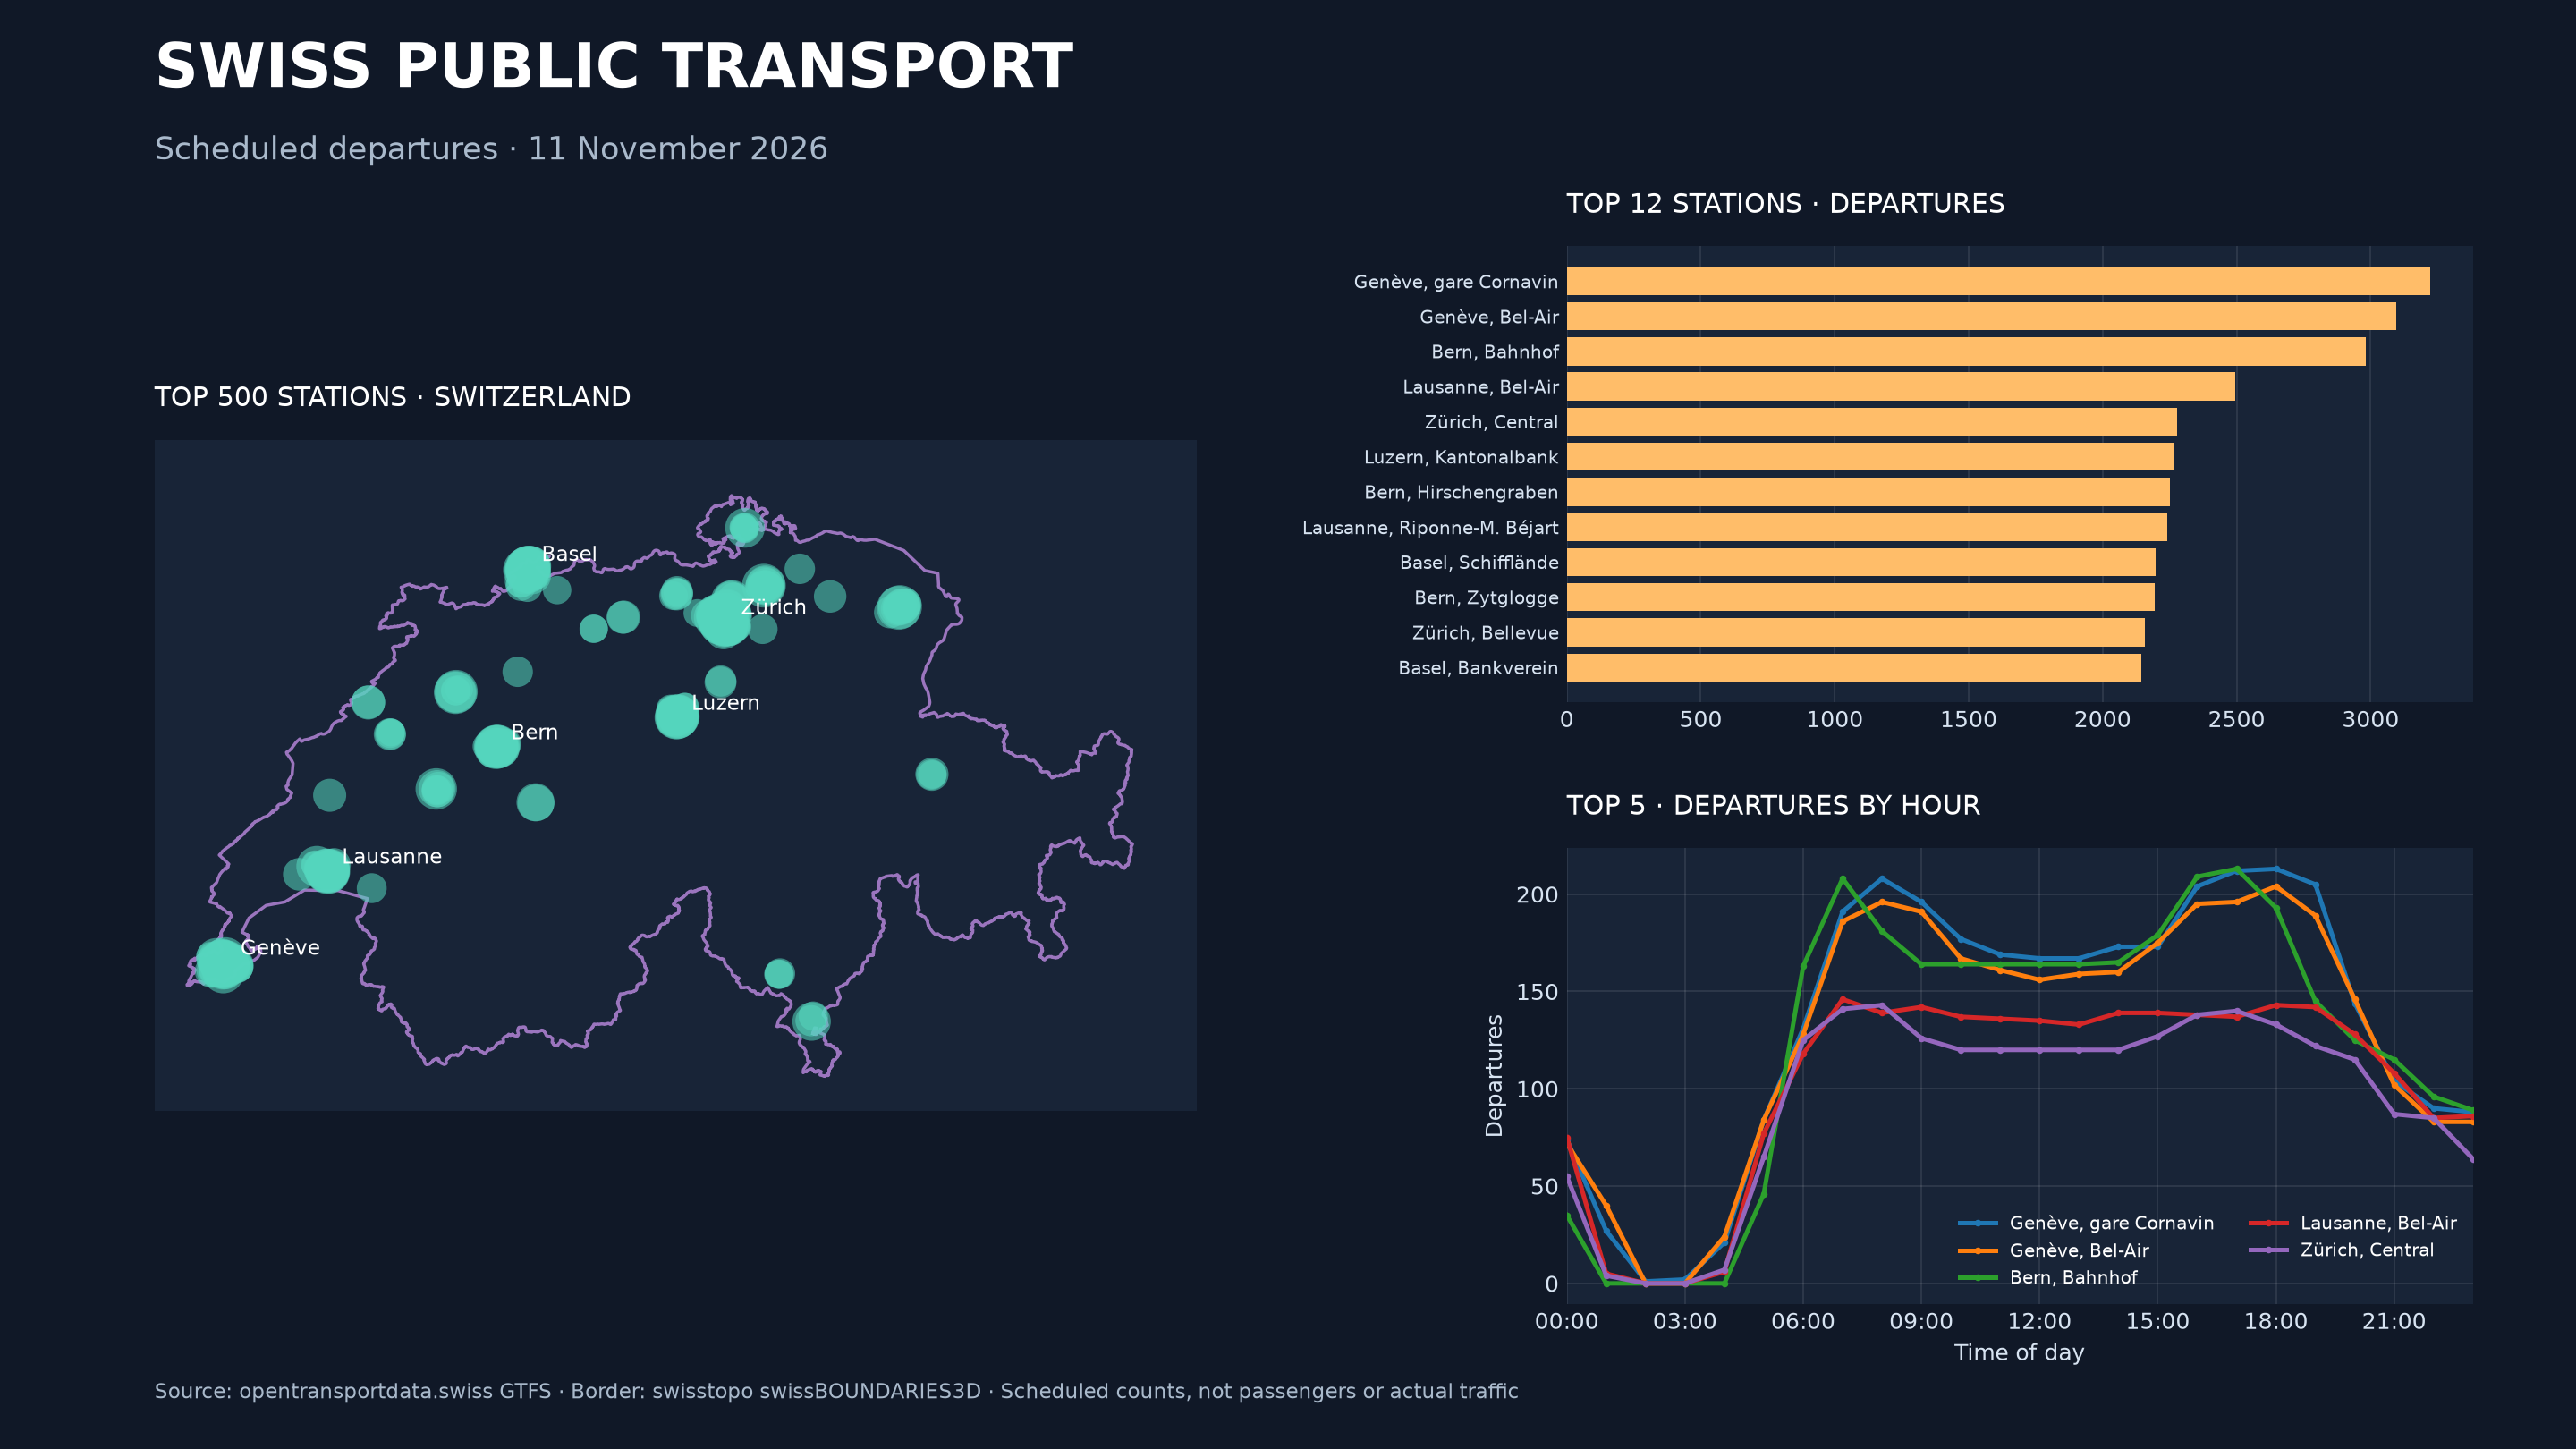 SWISS PUBLIC TRANSPORT
Scheduled departures · 11 November 2026
TOP 500 STATIONS · SWITZERLAND
Basel
Zürich
Luzern
Bern
Lausanne
Genève
TOP 12 STATIONS · DEPARTURES
Genève, gare Cornavin
Genève, Bel-Air
Bern, Bahnhof
Lausanne, Bel-Air
Zürich, Central
Luzern, Kantonalbank
Bern, Hirschengraben
Lausanne, Riponne-M. Béjart
Basel, Schifflände
Bern, Zytglogge
Zürich, Bellevue
Basel, Bankverein
0 500 1000 1500 2000 2500 3000
TOP 5 · DEPARTURES BY HOUR
Departures
200
150
100
50
0
Genève, gare Cornavin
Genève, Bel-Air
Bern, Bahnhof
Lausanne, Bel-Air
Zürich, Central
00:00 03:00 06:00 09:00 12:00 15:00 18:00 21:00
Time of day
Source: opentransportdata.swiss GTFS · Border: swisstopo swissBOUNDARIES3D · Scheduled counts, not passengers or actual traffic